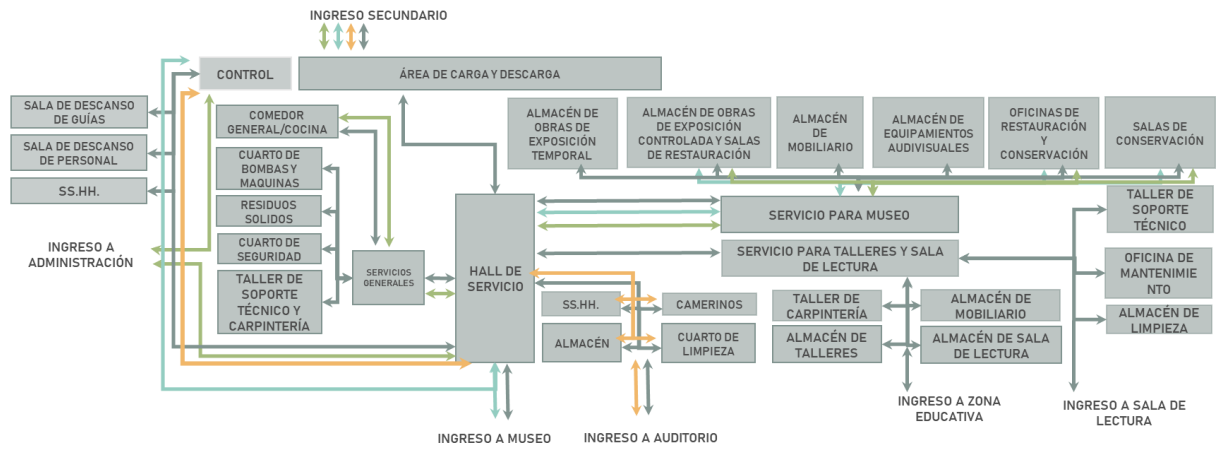 INGRESO SECUNDARIO
CONTROL
ÁREA DE CARGA Y DESCARGA
SALA DE DESCANSO
DE GUÍAS
SALA DE DESCANSO
DE PERSONAL
SS.HH.
INGRESO A
ADMINISTRACIÓN
COMEDOR
GENERAL/COCINA
CUARTO DE
BOMBAS Y
MAQUINAS
RESIDUOS
SOLIDOS
CUARTO DE
SEGURIDAD
TALLER DE
SOPORTE
TÉCNICO Y
CARPINTERÍA
SERVICIOS
GENERALES
HALL DE
SERVICIO
ALMACÉN DE
OBRAS DE
EXPOSICIÓN
TEMPORAL
ALMACÉN DE OBRAS
DE EXPOSICIÓN
CONTROLADA Y SALAS
DE RESTAURACIÓN
ALMACÉN
DE
MOBILIARIO
ALMACÉN DE
EQUIPAMIENTOS
AUDIVISUALES
OFICINAS DE
RESTAURACIÓN
Y
CONSERVACIÓN
SALAS DE
CONSERVACIÓN
SERVICIO PARA MUSEO
SERVICIO PARA TALLERES Y SALA
DE LECTURA
TALLER DE
SOPORTE
TÉCNICO
OFICINA DE
MANTENIMIE
NTO
ALMACÉN
DE LIMPIEZA
SS.HH.
CAMERINOS
ALMACÉN
CUARTO DE
LIMPIEZA
TALLER DE
CARPINTERÍA
ALMACÉN DE
MOBILIARIO
ALMACÉN DE
TALLERES
ALMACÉN DE SALA
DE LECTURA
INGRESO A MUSEO
INGRESO A AUDITORIO
INGRESO A ZONA
EDUCATIVA
INGRESO A SALA DE
LECTURA